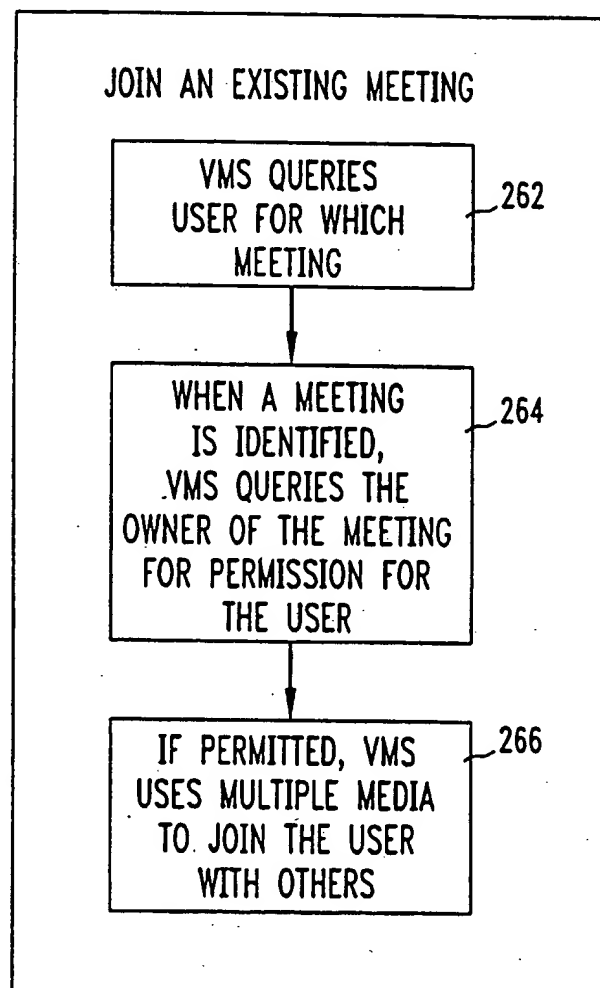 JOIN AN EXISTING MEETING
VMS QUERIES
USER FOR WHICH
MEETING
262
WHEN A MEETING
IS IDENTIFIED,
VMS QUERIES THE
OWNER OF THE MEETING
FOR PERMISSION FOR
THE USER
264
IF PERMITTED, VMS
USES MULTIPLE MEDIA
TO JOIN THE USER
WITH OTHERS
266